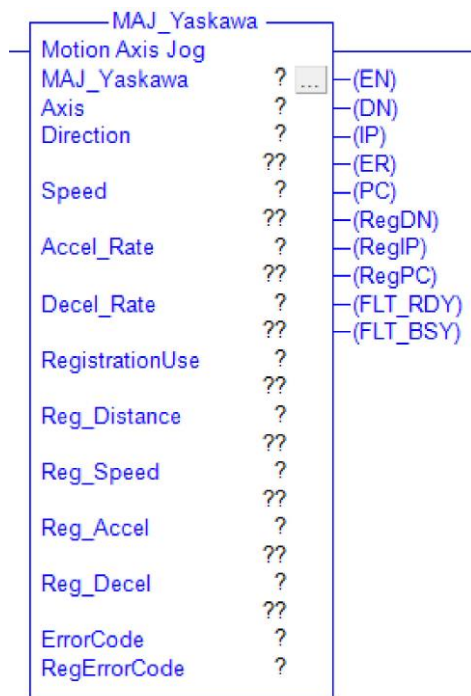 MAJ_Yaskawa
Motion Axis Jog
MAJ_Yaskawa ? ... (EN)
Axis ? (DN)
Direction ? (IP)
?? (ER)
Speed ? (PC)
?? (RegDN)
Accel_Rate ? (RegIP)
?? (RegPC)
Decel_Rate ? (FLT_RDY)
?? (FLT_BSY)
RegistrationUse ?
??
Reg_Distance ?
??
Reg_Speed ?
??
Reg_Accel ?
??
Reg_Decel ?
??
ErrorCode ?
RegErrorCode ?